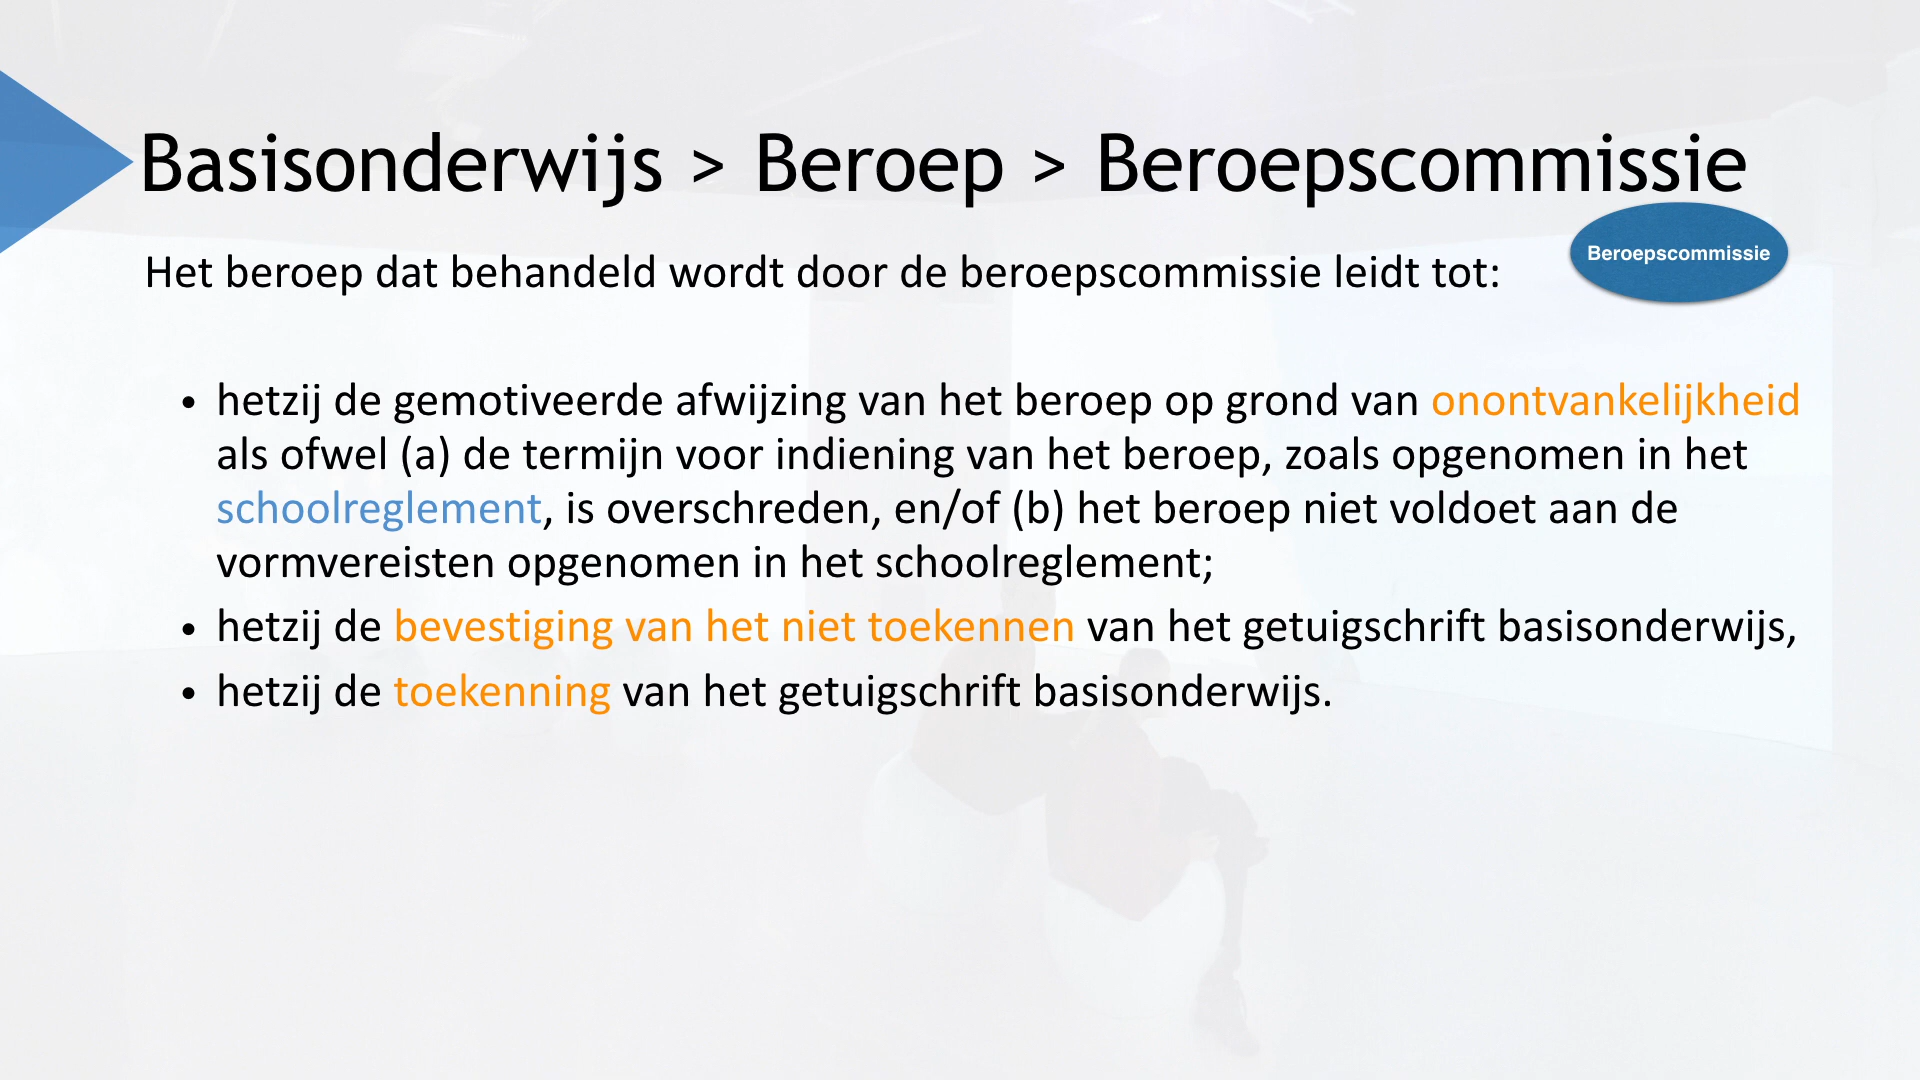 Basisonderwijs > Beroep > Beroepscommissie
Beroepscommissie
Het beroep dat behandeld wordt door de beroepscommissie leidt tot:
• hetzij de gemotiveerde afwijzing van het beroep op grond van onontvankelijkheid
als ofwel (a) de termijn voor indiening van het beroep, zoals opgenomen in het
schoolreglement, is overschreden, en/of (b) het beroep niet voldoet aan de
vormvereisten opgenomen in het schoolreglement;
• hetzij de bevestiging van het niet toekennen van het getuigschrift basisonderwijs,
• hetzij de toekenning van het getuigschrift basisonderwijs.